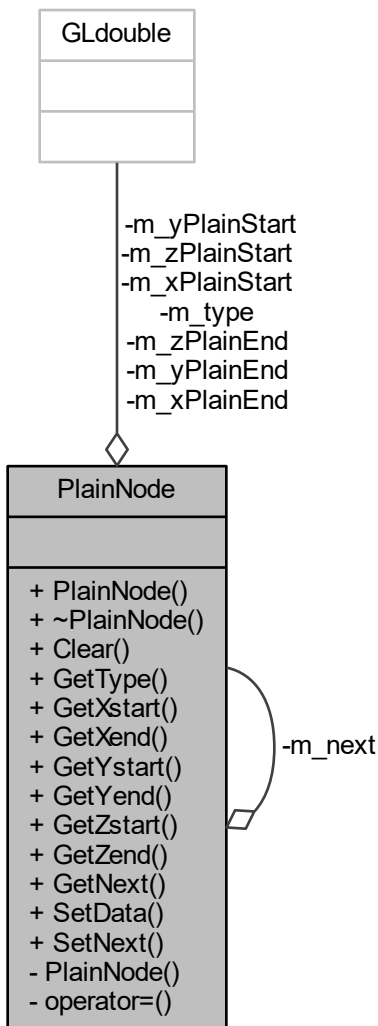 GLdouble
-m_yPlainStart
-m_zPlainStart
-m_xPlainStart
-m_type
-m_zPlainEnd
-m_yPlainEnd
-m_xPlainEnd
PlainNode
+ PlainNode()
+ ~PlainNode()
+ Clear()
+ GetType()
+ GetXstart()
+ GetXend()
+ GetYstart()
+ GetYend()
+ GetZstart()
+ GetZend()
+ GetNext()
+ SetData()
+ SetNext()
- PlainNode()
- operator=()
-m_next